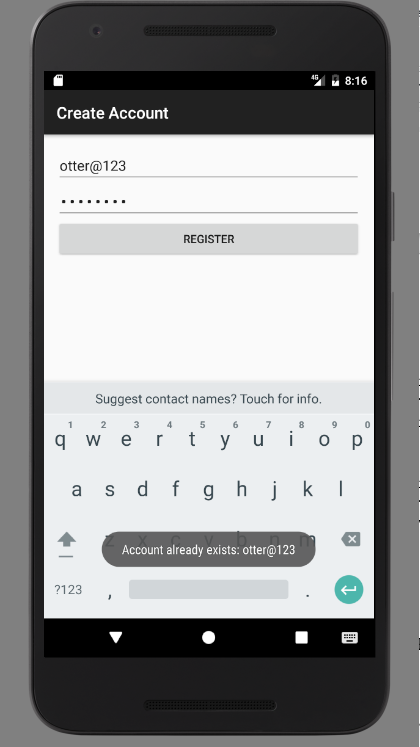 4G 8:16
Create Account
otter@123
••••••••
REGISTER
Suggest contact names? Touch for info.
1 2 3 4 5 6 7 8 9 0
q w e r t y u i o p
a s d f g h j k l
z x c v b n m
Account already exists: otter@123
?123 , .